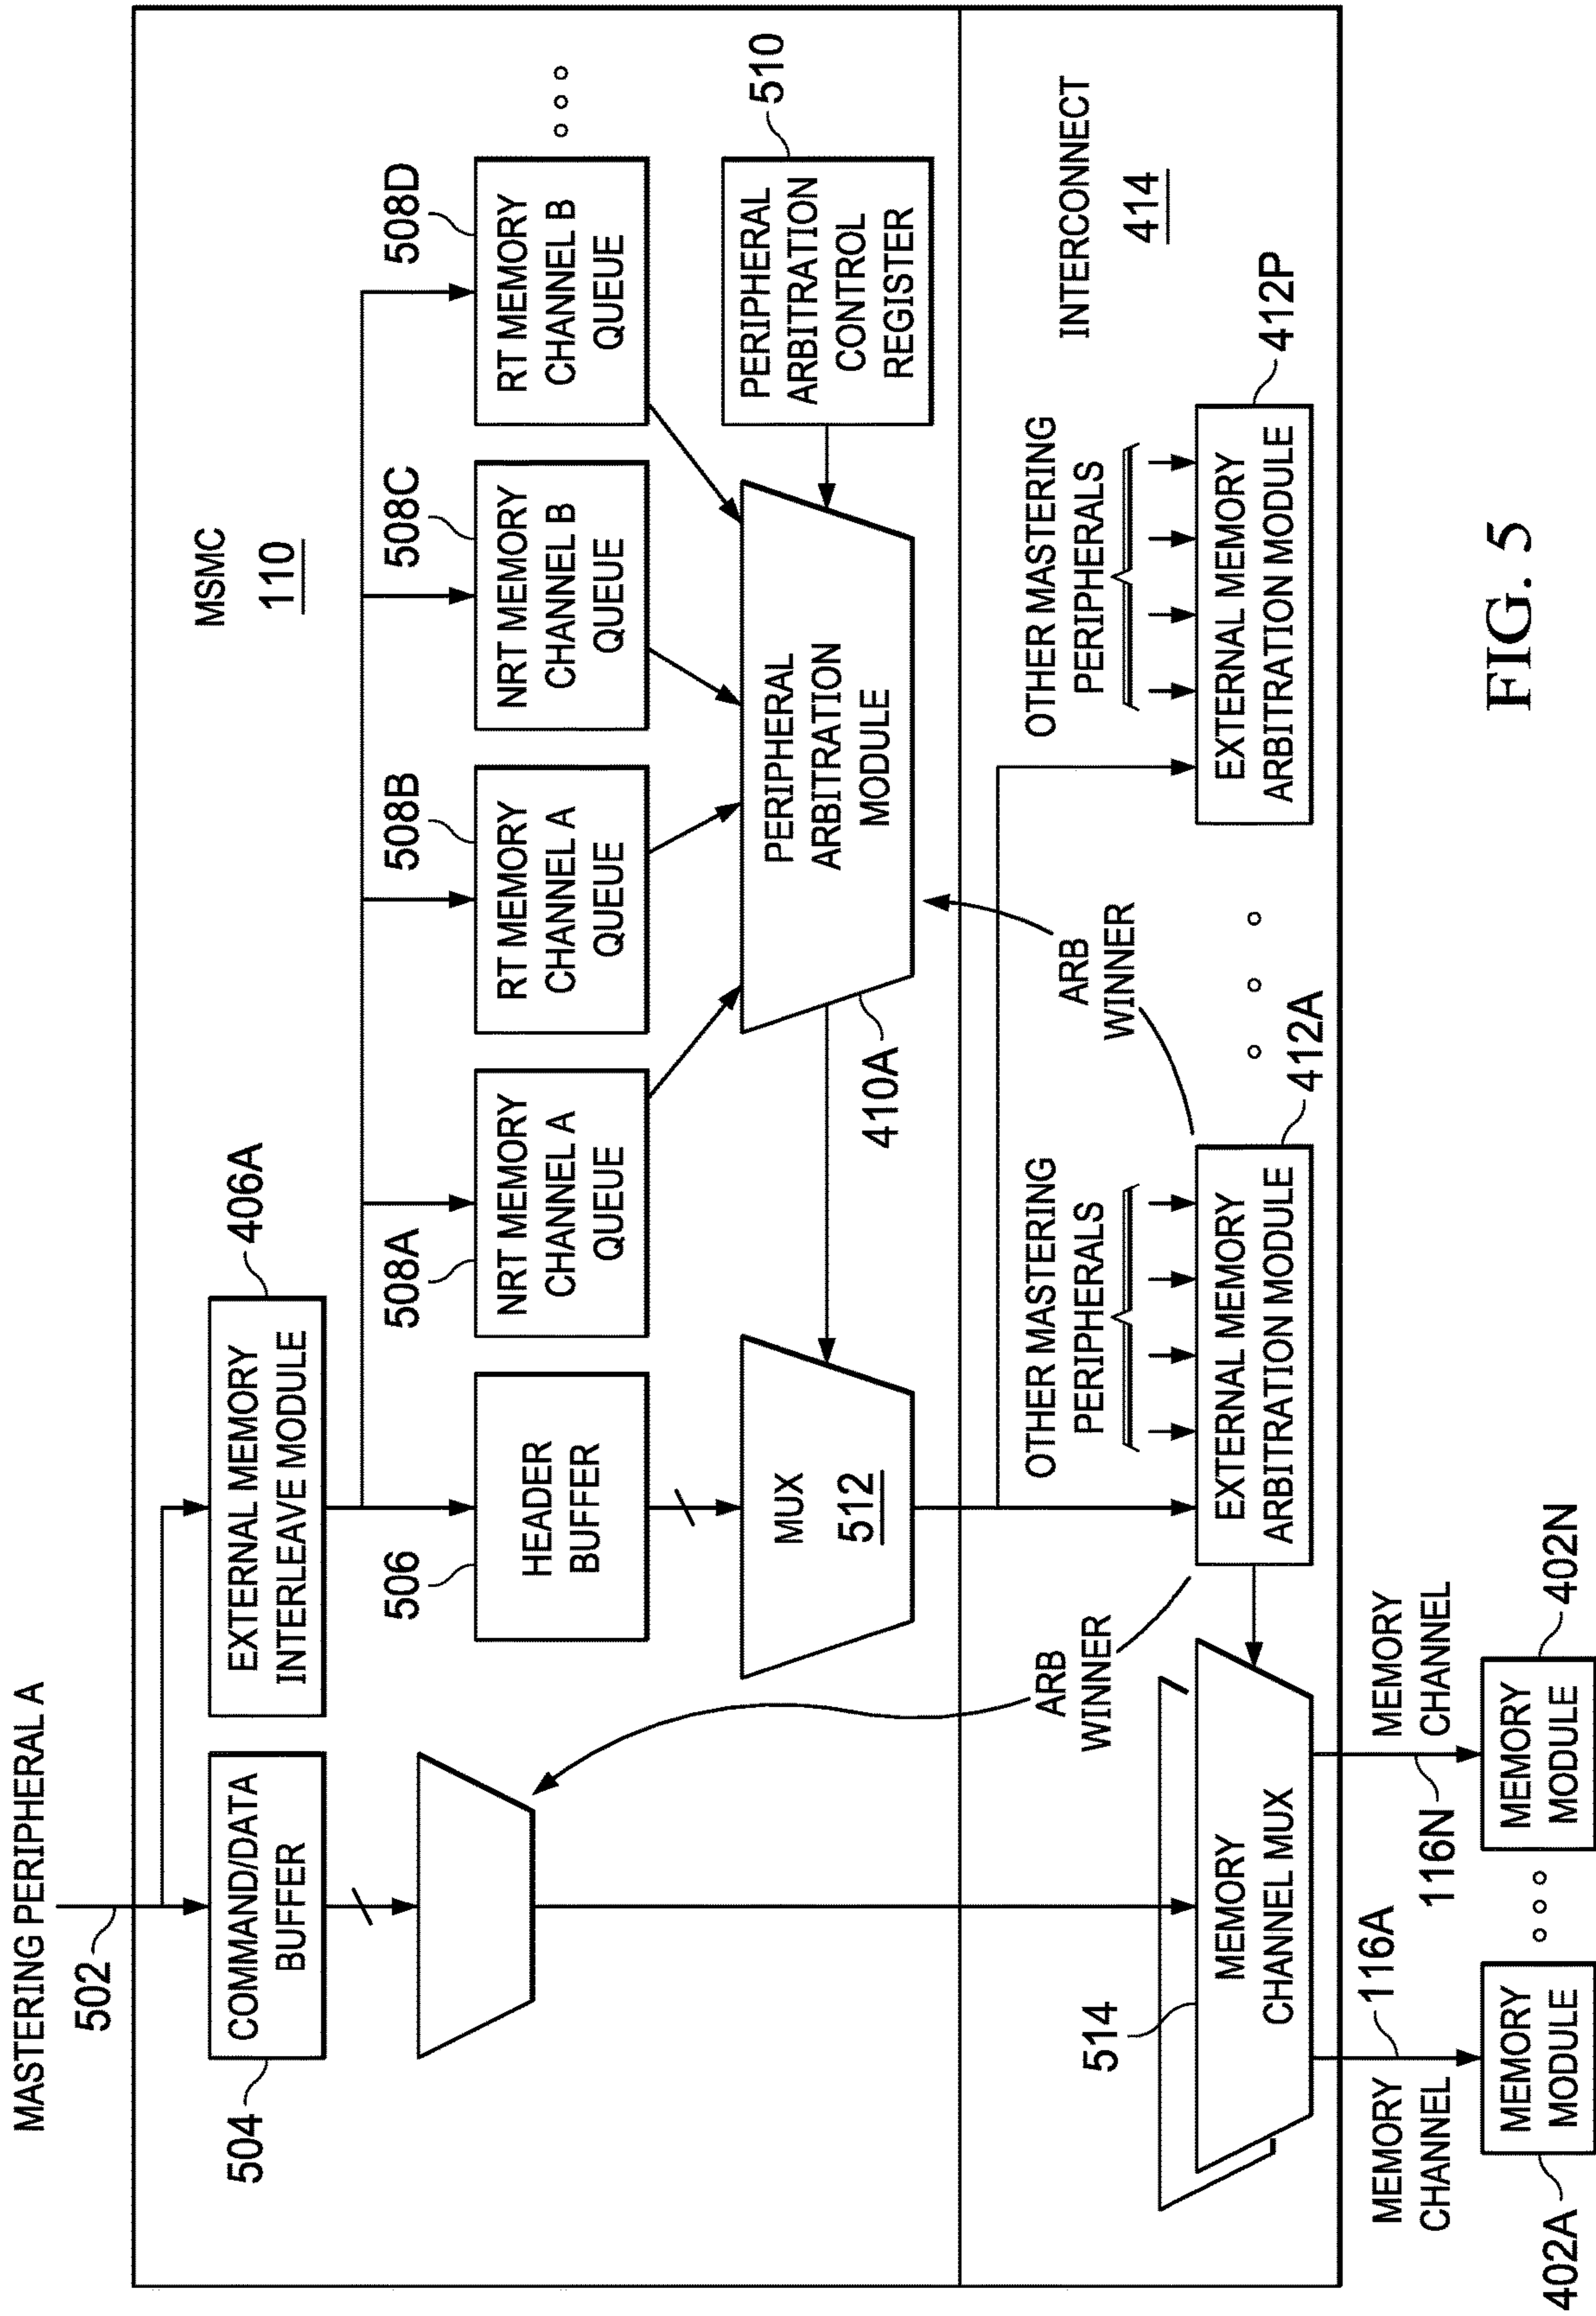 MASTERING PERIPHERAL A
502
504
COMMAND/DATA
BUFFER
EXTERNAL MEMORY
INTERLEAVE MODULE
406A
MSMC
110
506
HEADER
BUFFER
508A
NRT MEMORY
CHANNEL A
QUEUE
508B
RT MEMORY
CHANNEL A
QUEUE
508C
NRT MEMORY
CHANNEL B
QUEUE
508D
RT MEMORY
CHANNEL B
QUEUE
MUX
512
410A
PERIPHERAL
ARBITRATION
MODULE
510
PERIPHERAL
ARBITRATION
CONTROL
REGISTER
ARB
WINNER
ARB
WINNER
INTERCONNECT
414
OTHER MASTERING
PERIPHERALS
OTHER MASTERING
PERIPHERALS
514
MEMORY
CHANNEL MUX
EXTERNAL MEMORY
ARBITRATION MODULE
412A
EXTERNAL MEMORY
ARBITRATION MODULE
412P
MEMORY
CHANNEL
116A
116N
MEMORY
CHANNEL
402A
MEMORY
MODULE
MEMORY
MODULE
402N
FIG. 5